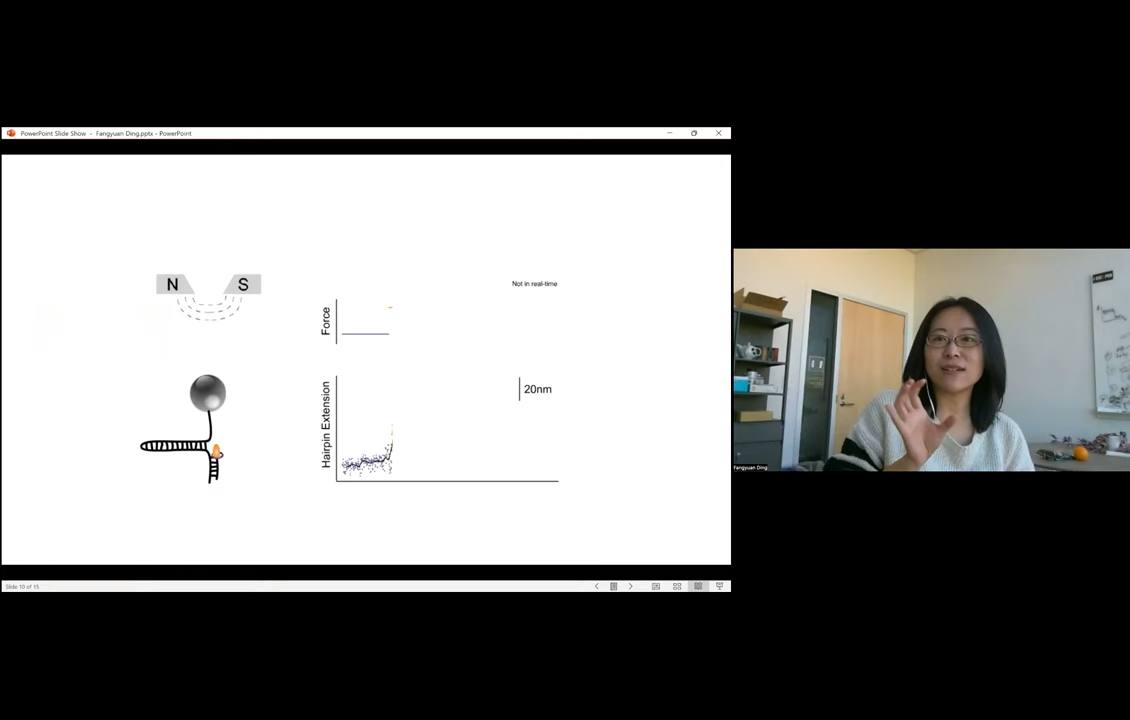 PowerPoint Slide Show - Fangyuan Ding.pptx - PowerPoint
N S
Not in real-time
Force
20nm
Hairpin Extension
Fangyuan Ding
Slide 10 of 15